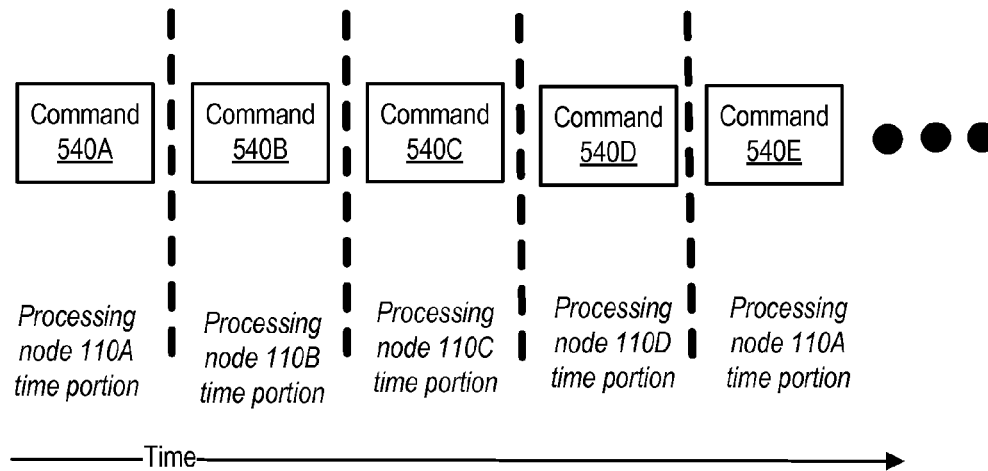 Command
540A
Command
540B
Command
540C
Command
540D
Command
540E
Processing
node 110A
time portion
Processing
node 110B
time portion
Processing
node 110C
time portion
Processing
node 110D
time portion
Processing
node 110A
time portion
Time